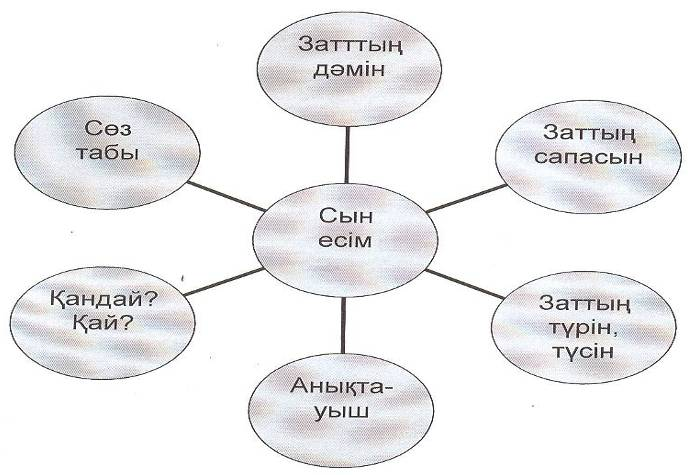 Затттың
дәмін
Сөз
табы
Заттың
сапасын
Сын
есім
Қандай?
Қай?
Заттың
түрін,
түсін
Анықта-
уыш